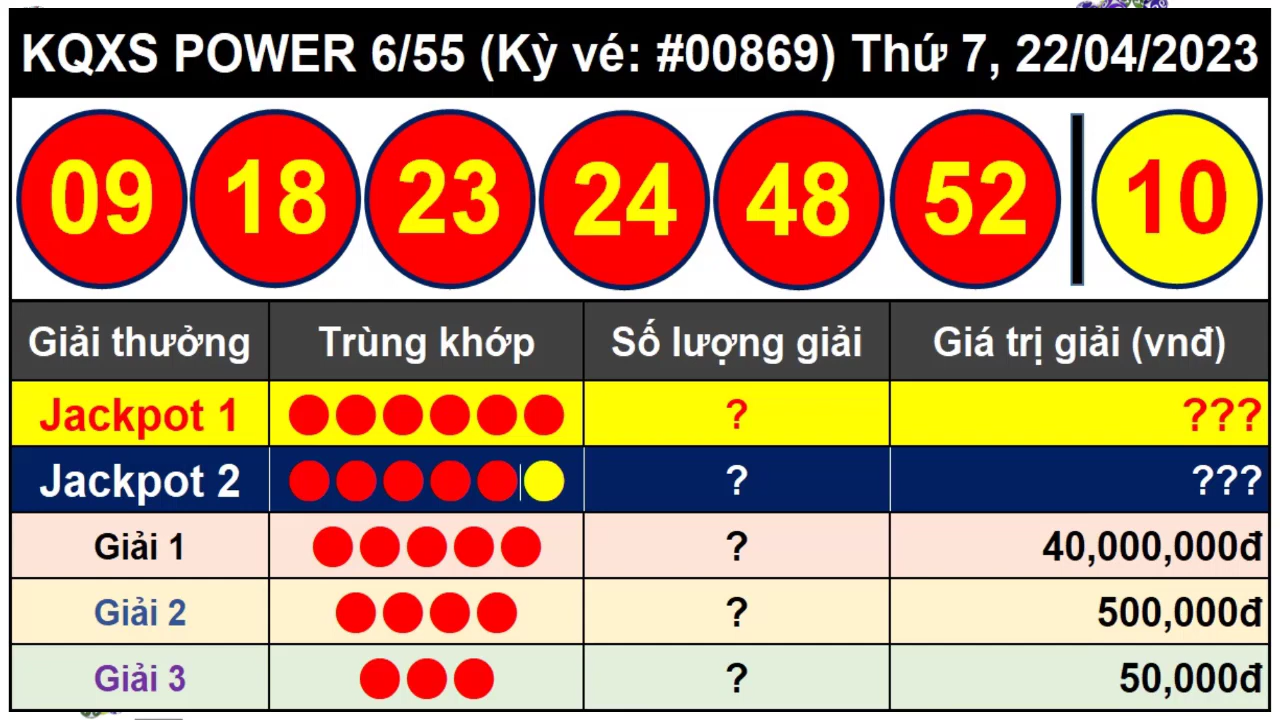 KQXS POWER 6/55 (Kỳ vé: #00869) Thứ 7, 22/04/2023
09 18 23 24 48 52 10
Giải thưởng Trùng khớp Số lượng giải Giá trị giải (vnđ)
Jackpot 1 ? ???
Jackpot 2 ? ???
Giải 1 ? 40,000,000đ
Giải 2 ? 500,000đ
Giải 3 ? 50,000đ